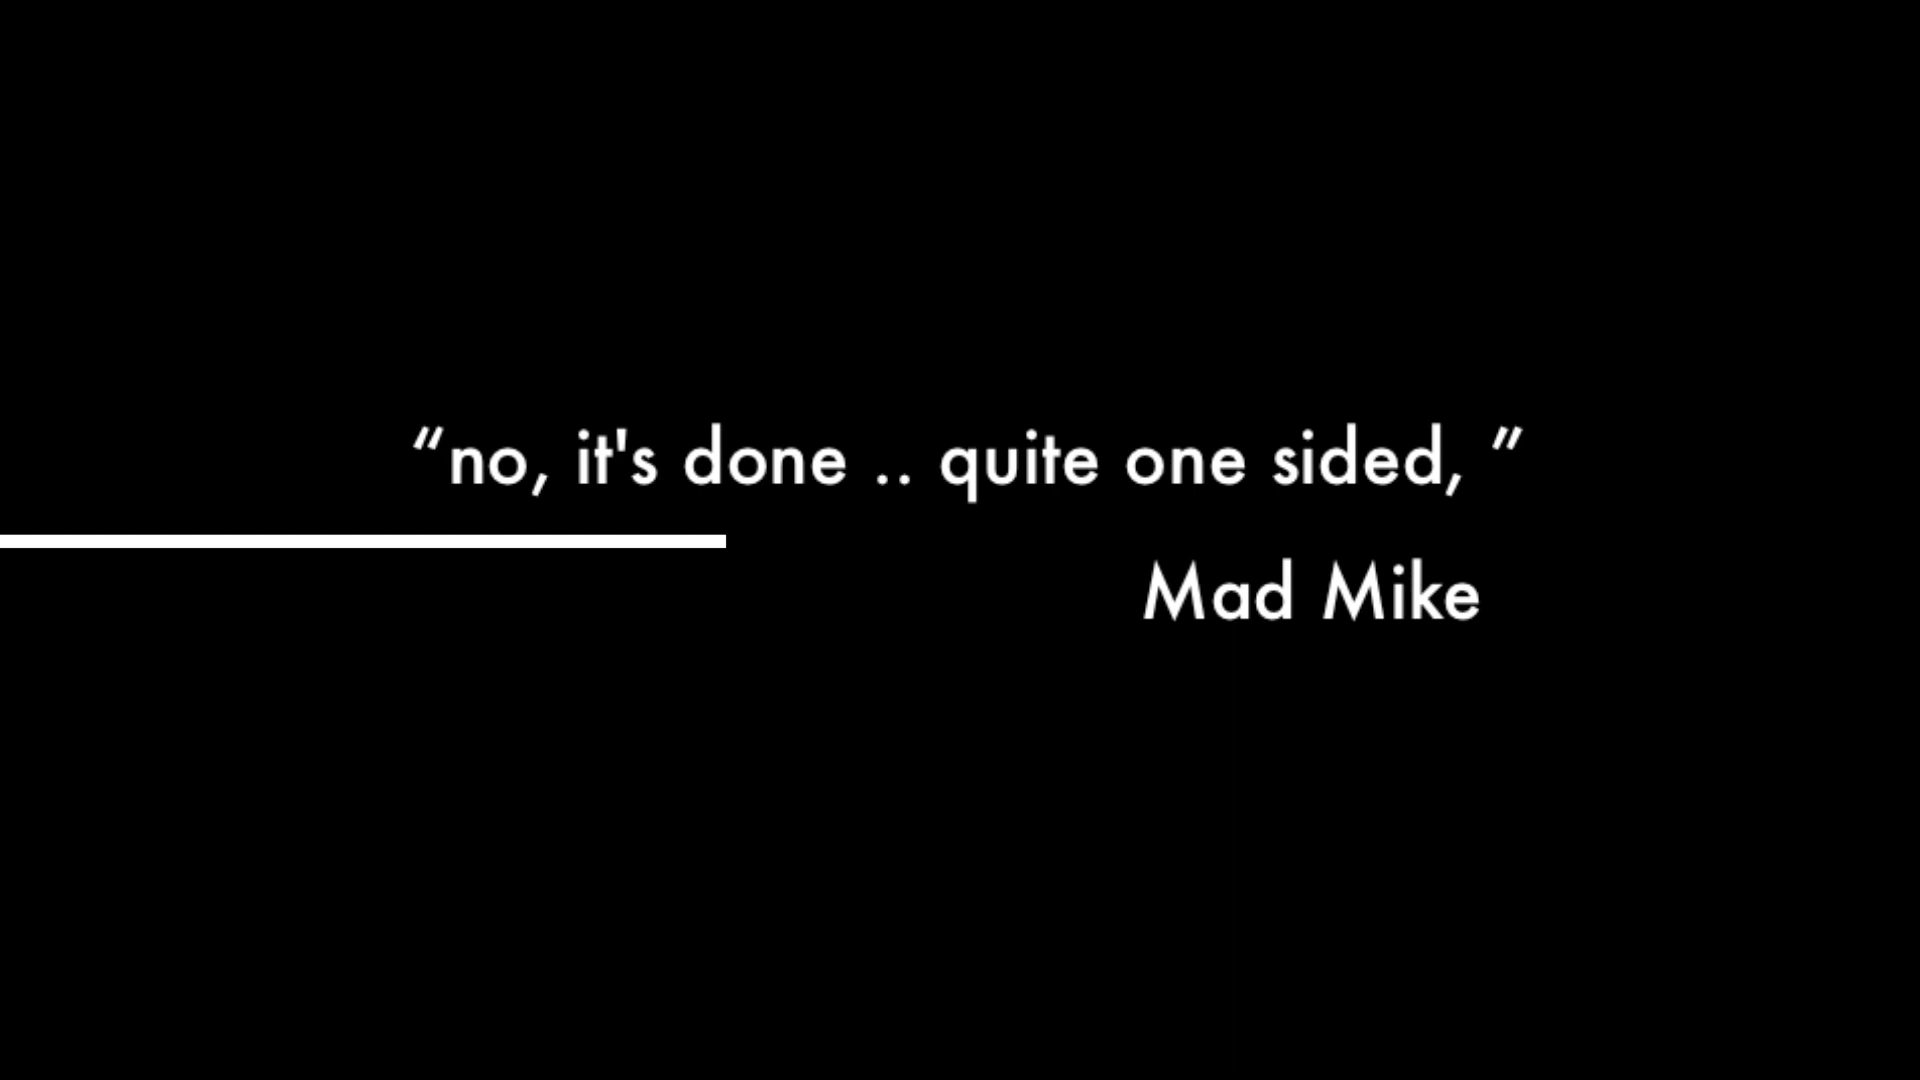 “no, it's done .. quite one sided, ”
Mad Mike